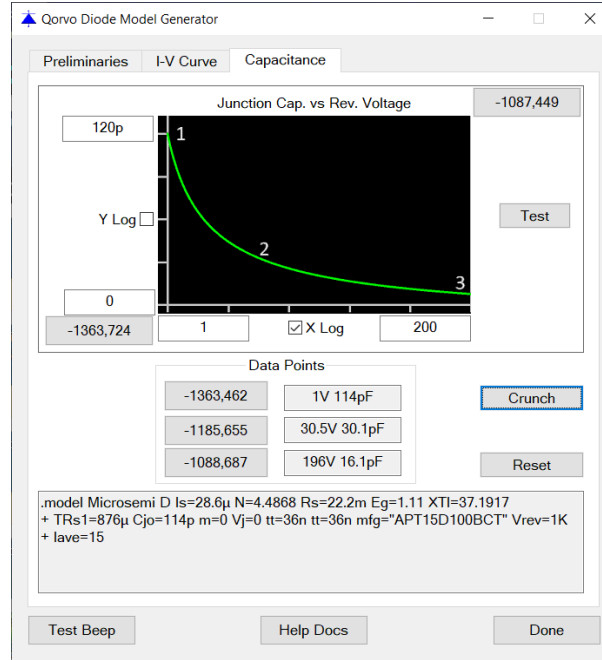 Qorvo Diode Model Generator
Preliminaries I-V Curve Capacitance
Junction Cap. vs Rev. Voltage -1087,449
120p
1
Y Log Test
2
3
0
-1363,724 1 X Log 200
Data Points
-1363,462 1V 114pF Crunch
-1185,655 30.5V 30.1pF
-1088,687 196V 16.1pF Reset
.model Microsemi D Is=28.6µ N=4.4868 Rs=22.2m Eg=1.11 XTI=37.1917
+ TRs1=876µ Cjo=114p m=0 Vj=0 tt=36n tt=36n mfg="APT15D100BCT" Vrev=1K
+ Iave=15
Test Beep Help Docs Done